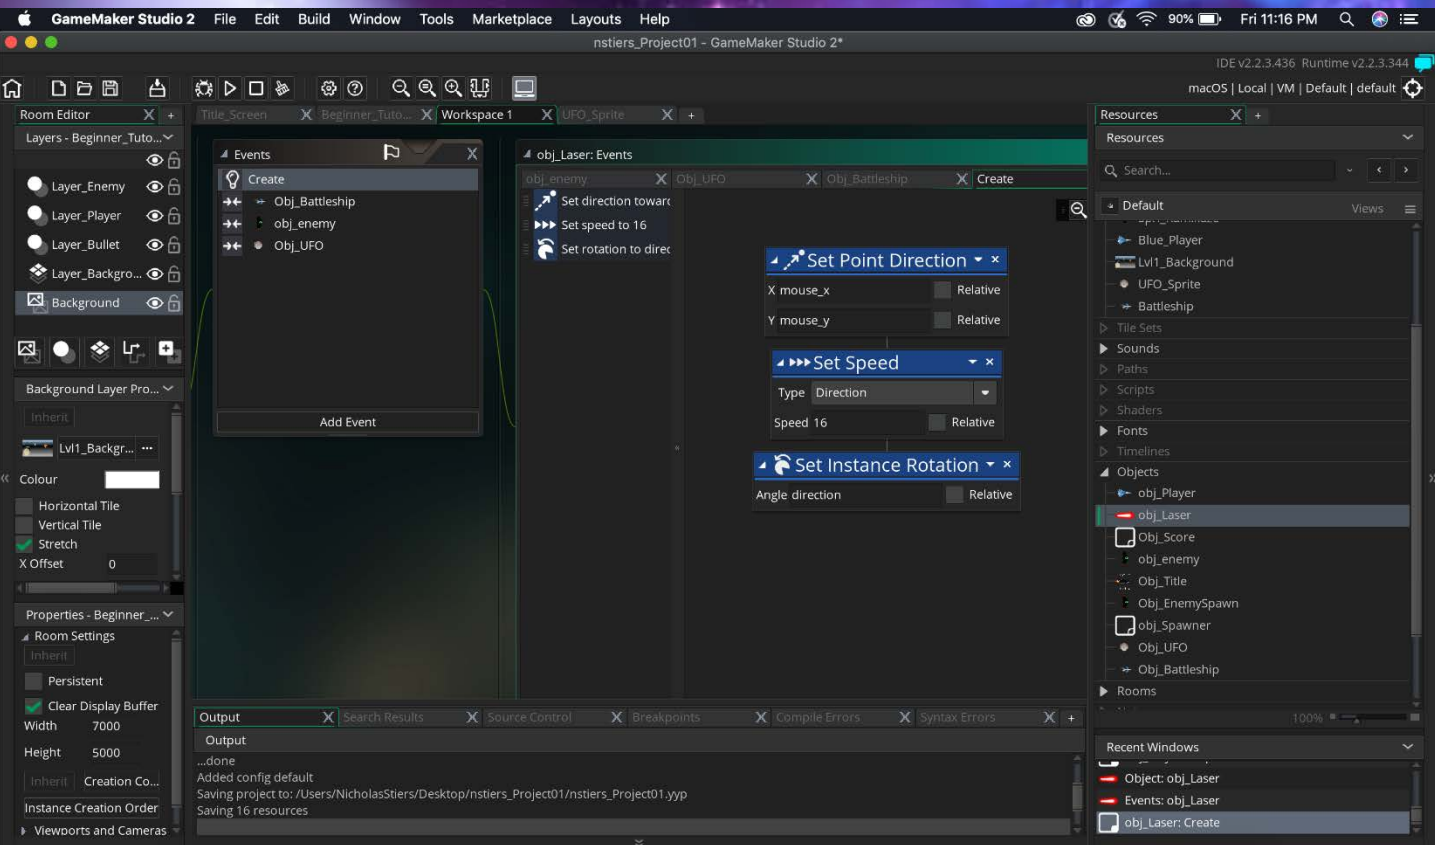 GameMaker Studio 2 File Edit Build Window Tools Marketplace Layouts Help 90% Fri 11:16 PM
nstiers_Project01 - GameMaker Studio 2*
IDE v2.2.3.436 Runtime v2.2.3.344
macOS | Local | VM | Default | default
Room Editor X +
Layers - Beginner_Tuto...
Layer_Enemy
Layer_Player
Layer_Bullet
Layer_Backgro...
Background
Background Layer Pro...
Inherit
Lvl1_Backgr... ...
Colour
Horizontal Tile
Vertical Tile
Stretch
X Offset 0
Properties - Beginner_...
Room Settings
Inherit
Persistent
Clear Display Buffer
Width 7000
Height 5000
Inherit Creation Co...
Instance Creation Order
Viewports and Cameras
Title_Screen X Beginner_Tuto... X Workspace 1 X UFO_Sprite X +
Events X
Create
Obj_Battleship
obj_enemy
Obj_UFO
Add Event
obj_Laser: Events
obj_enemy X Obj_UFO X Obj_Battleship X Create
Set direction toward
Set speed to 16
Set rotation to direc
Set Point Direction
X mouse_x Relative
Y mouse_y Relative
Set Speed
Type Direction
Speed 16 Relative
Set Instance Rotation
Angle direction Relative
Output X Search Results X Source Control X Breakpoints X Compile Errors X Syntax Errors X +
Output
...done
Added config default
Saving project to: /Users/NicholasStiers/Desktop/nstiers_Project01/nstiers_Project01.yyp
Saving 16 resources
Resources X +
Resources
Search...
Default Views
Blue_Player
Lvl1_Background
UFO_Sprite
Battleship
Tile Sets
Sounds
Paths
Scripts
Shaders
Fonts
Timelines
Objects
obj_Player
obj_Laser
Obj_Score
obj_enemy
Obj_Title
Obj_EnemySpawn
obj_Spawner
Obj_UFO
Obj_Battleship
Rooms
100%
Recent Windows
Object: obj_Laser
Events: obj_Laser
obj_Laser: Create